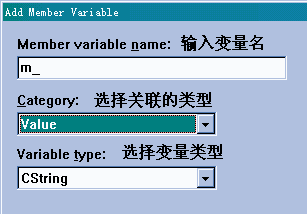 Add Member Variable
Member variable name: 输入变量名
m_
Category: 选择关联的类型
Value
Variable type: 选择变量类型
CString